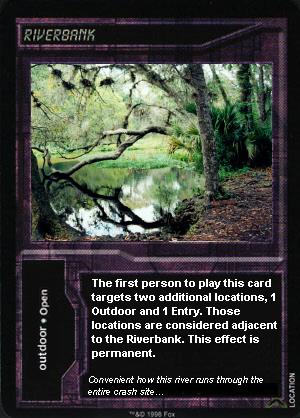 RIVERBANK
The first person to play this card
targets two additional locations, 1
Outdoor and 1 Entry. Those
locations are considered adjacent
to the Riverbank. This effect is
permanent.
outdoor • Open
Convenient how this river runs through the
entire crash site...
LOCATION
™&© 1998 Fox